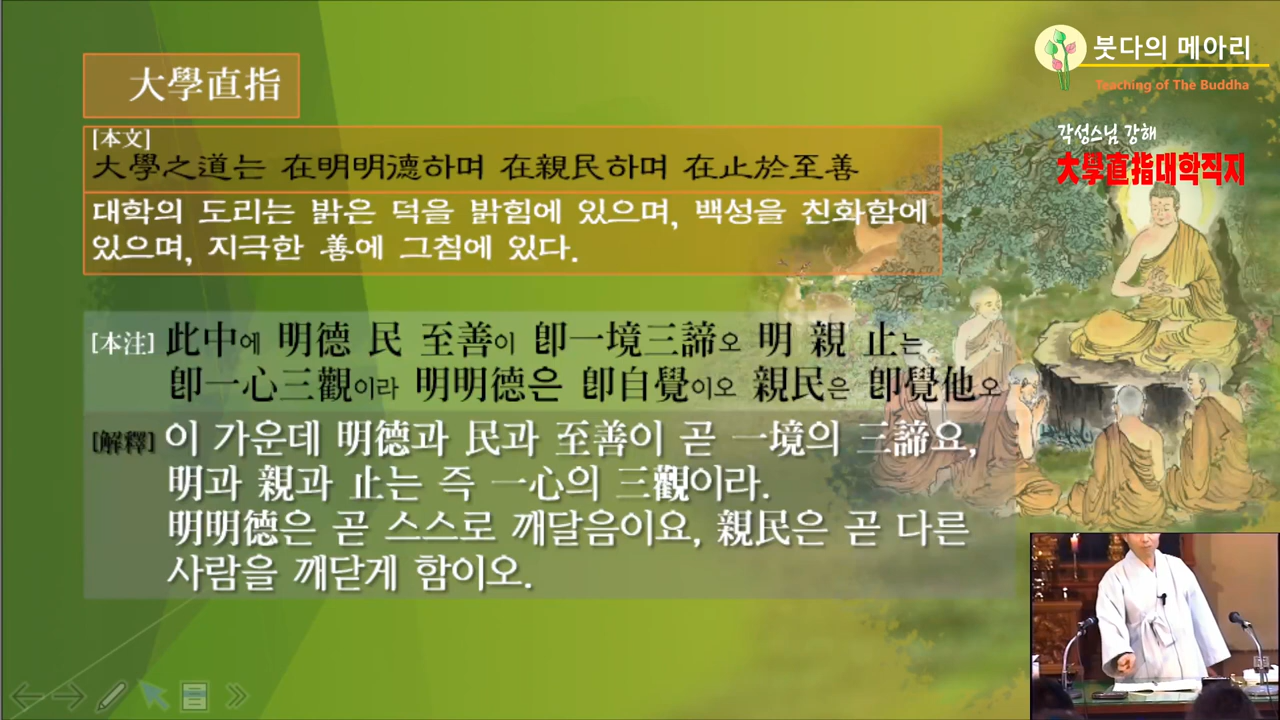 大學直指
[本文]
大學之道는 在明明德하며 在親民하며 在止於至善
대학의 도리는 밝은 덕을 밝힘에 있으며, 백성을 친화함에
있으며, 지극한 善에 그침에 있다.
[本注] 此中에 明德 民 至善이 卽一境三諦오 明 親 止는
卽一心三觀이라 明明德은 卽自覺이오 親民은 卽覺他오
[解釋] 이 가운데 明德과 民과 至善이 곧 一境의 三諦요,
明과 親과 止는 즉 一心의 三觀이라.
明明德은 곧 스스로 깨달음이요, 親民은 곧 다른
사람을 깨닫게 함이오.
붓다의 메아리
Teaching of The Buddha
각성스님 강해
大學直指대학직지